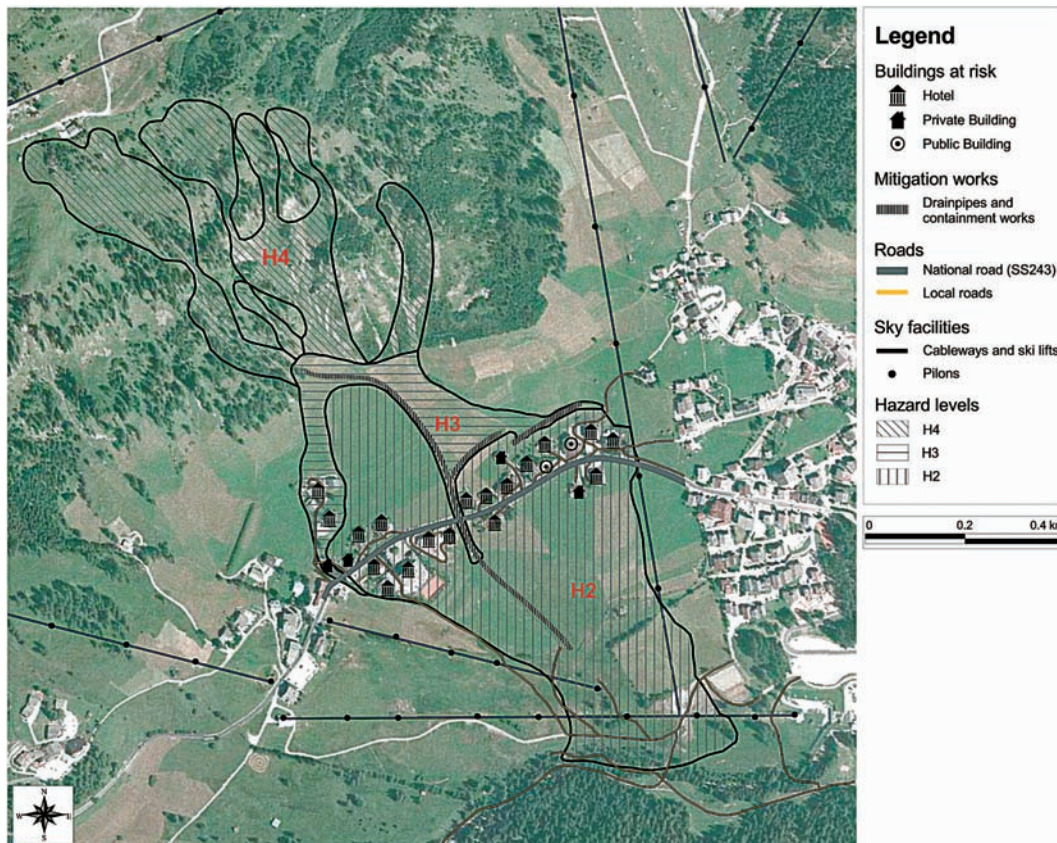 H4
H3
H2
N
W
E
S
Legend
Buildings at risk
Hotel
Private Building
Public Building
Mitigation works
Drainpipes and
containment works
Roads
National road (SS243)
Local roads
Sky facilities
Cableways and ski lifts
Pilons
Hazard levels
H4
H3
H2
0 0.2 0.4 k